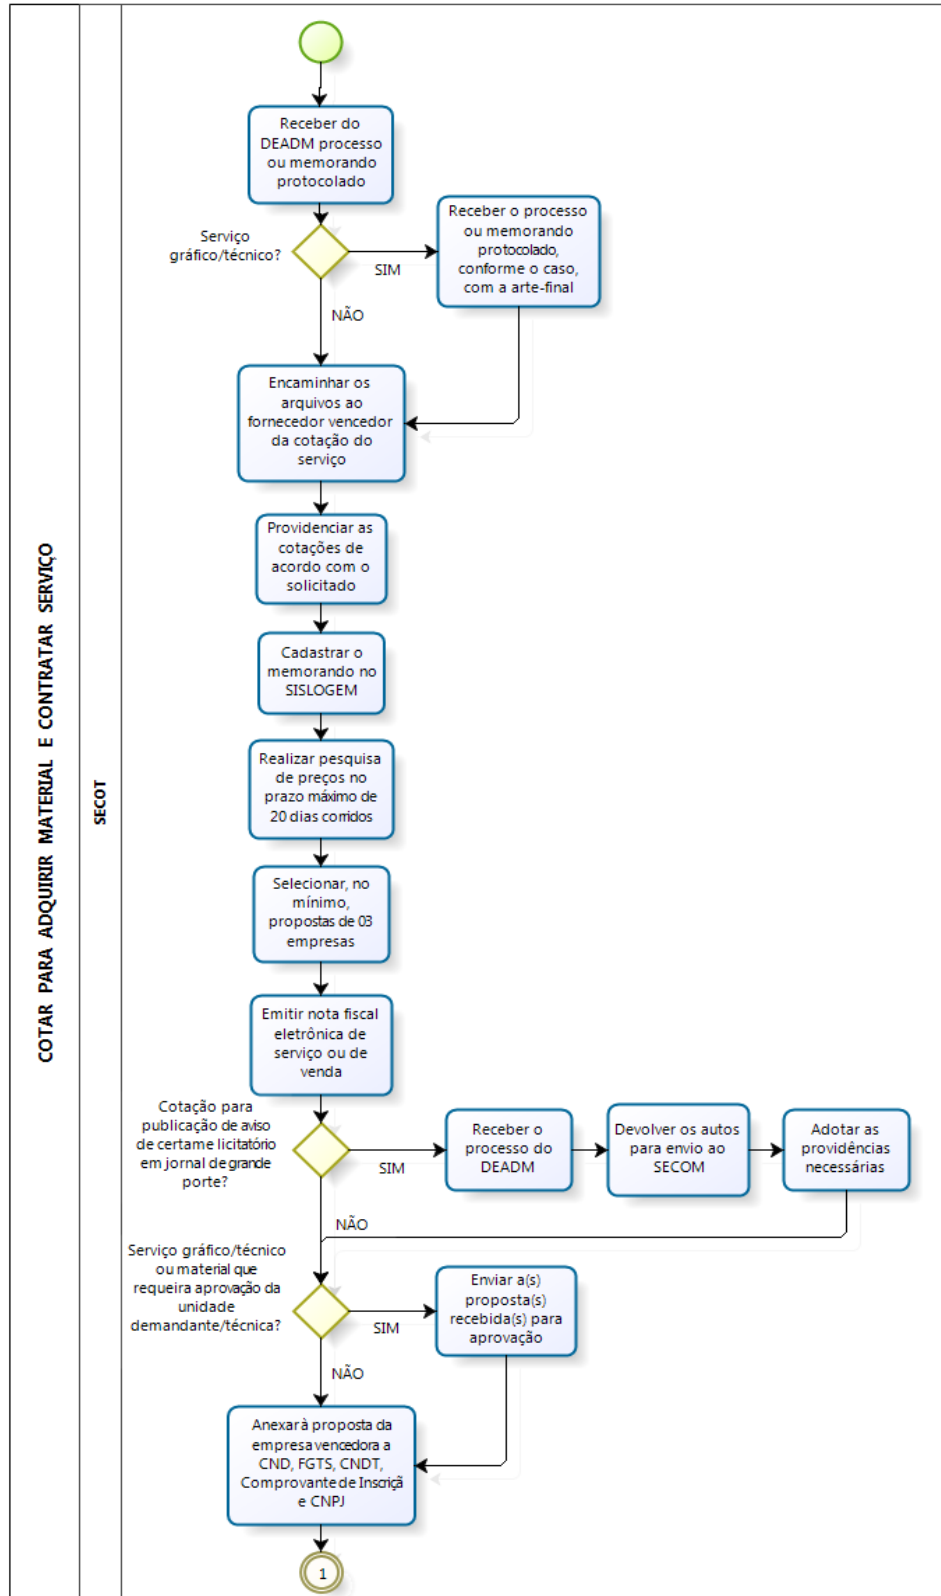 COTAR PARA ADQUIRIR MATERIAL E CONTRATAR SERVIÇO
SECOT
Receber do
DEADM processo
ou memorando
protocolado
Serviço
gráfico/técnico?
SIM
Receber o processo
ou memorando
protocolado,
conforme o caso,
com a arte-final
NÃO
Encaminhar os
arquivos ao
fornecedor vencedor
da cotação do
serviço
Providenciar as
cotações de
acordo com o
solicitado
Cadastrar o
memorando no
SISLOGEM
Realizar pesquisa
de preços no
prazo máximo de
20 dias corridos
Selecionar, no
mínimo,
propostas de 03
empresas
Emitir nota fiscal
eletrônica de
serviço ou de
venda
Cotação para
publicação de aviso
de certame licitatório
em jornal de grande
porte?
SIM
Receber o
processo do
DEADM
Devolver os autos
para envio ao
SECOM
Adotar as
providências
necessárias
NÃO
Serviço gráfico/técnico
ou material que
requeira aprovação da
unidade
demandante/técnica?
SIM
Enviar a(s)
proposta(s)
recebida(s) para
aprovação
NÃO
Anexar à proposta da
empresa vencedora a
CND, FGTS, CNDT,
Comprovante de Inscriçã
e CNPJ
1